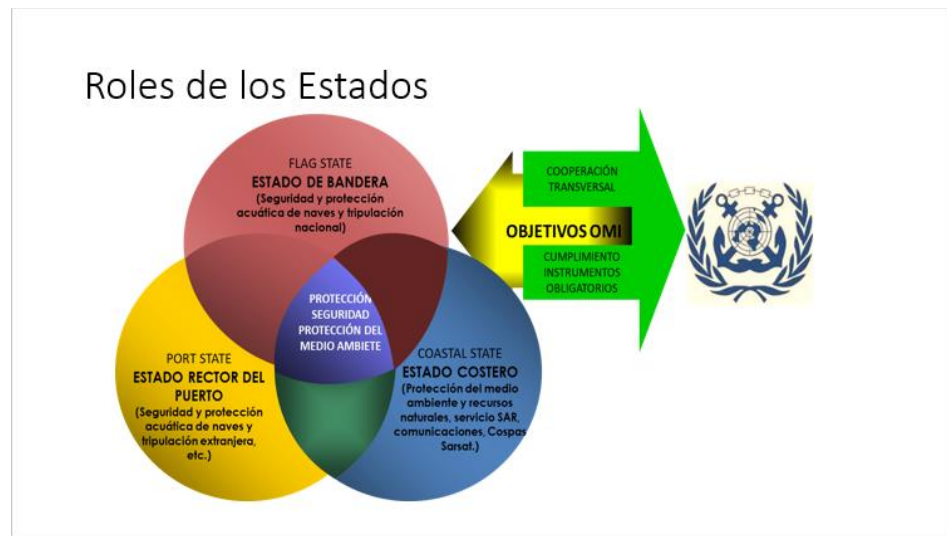 Roles de los Estados
FLAG STATE
ESTADO DE BANDERA
(Seguridad y protección
acuática de naves y tripulación
nacional)
PROTECCIÓN
SEGURIDAD
PROTECCIÓN DEL
MEDIO AMBIETE
PORT STATE
ESTADO RECTOR DEL
PUERTO
(Seguridad y protección
acuática de naves y
tripulación extranjera,
etc.)
COASTAL STATE
ESTADO COSTERO
(Protección del medio
ambiente y recursos
naturales, servicio SAR,
comunicaciones, Cospas
Sarsat.)
COOPERACIÓN
TRANSVERSAL
OBJETIVOS OMI
CUMPLIMIENTO
INSTRUMENTOS
OBLIGATORIOS